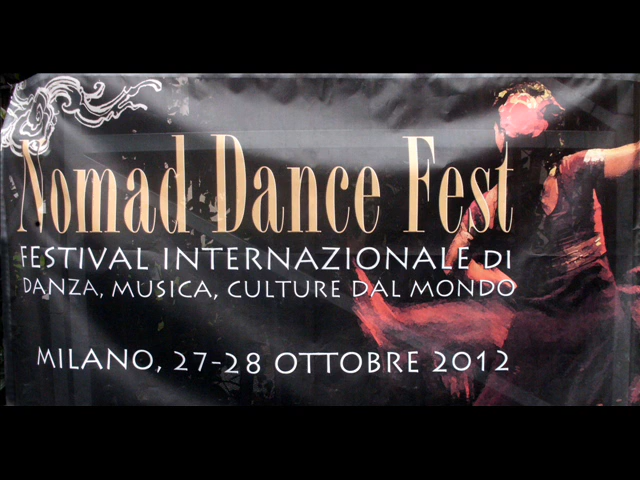 Nomad Dance Fest
FESTIVAL INTERNAZIONALE DI
DANZA, MUSICA, CULTURE DAL MONDO
MILANO, 27-28 OTTOBRE 2012